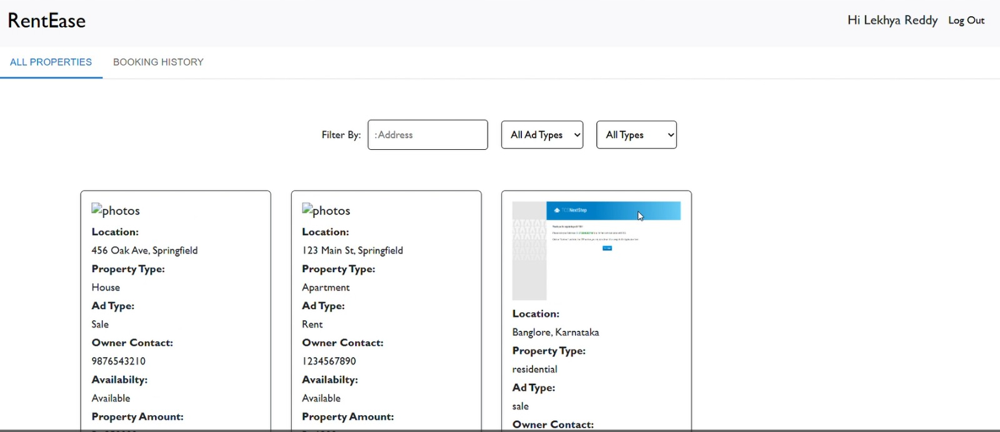 RentEase
Hi Lekhya Reddy Log Out
ALL PROPERTIES BOOKING HISTORY
Filter By: :Address All Ad Types All Types
photos
Location:
456 Oak Ave, Springfield
Property Type:
House
Ad Type:
Sale
Owner Contact:
9876543210
Availabilty:
Available
Property Amount:
photos
Location:
123 Main St, Springfield
Property Type:
Apartment
Ad Type:
Rent
Owner Contact:
1234567890
Availabilty:
Available
Property Amount:
TCS NextStep
Location:
Banglore, Karnataka
Property Type:
residential
Ad Type:
sale
Owner Contact: